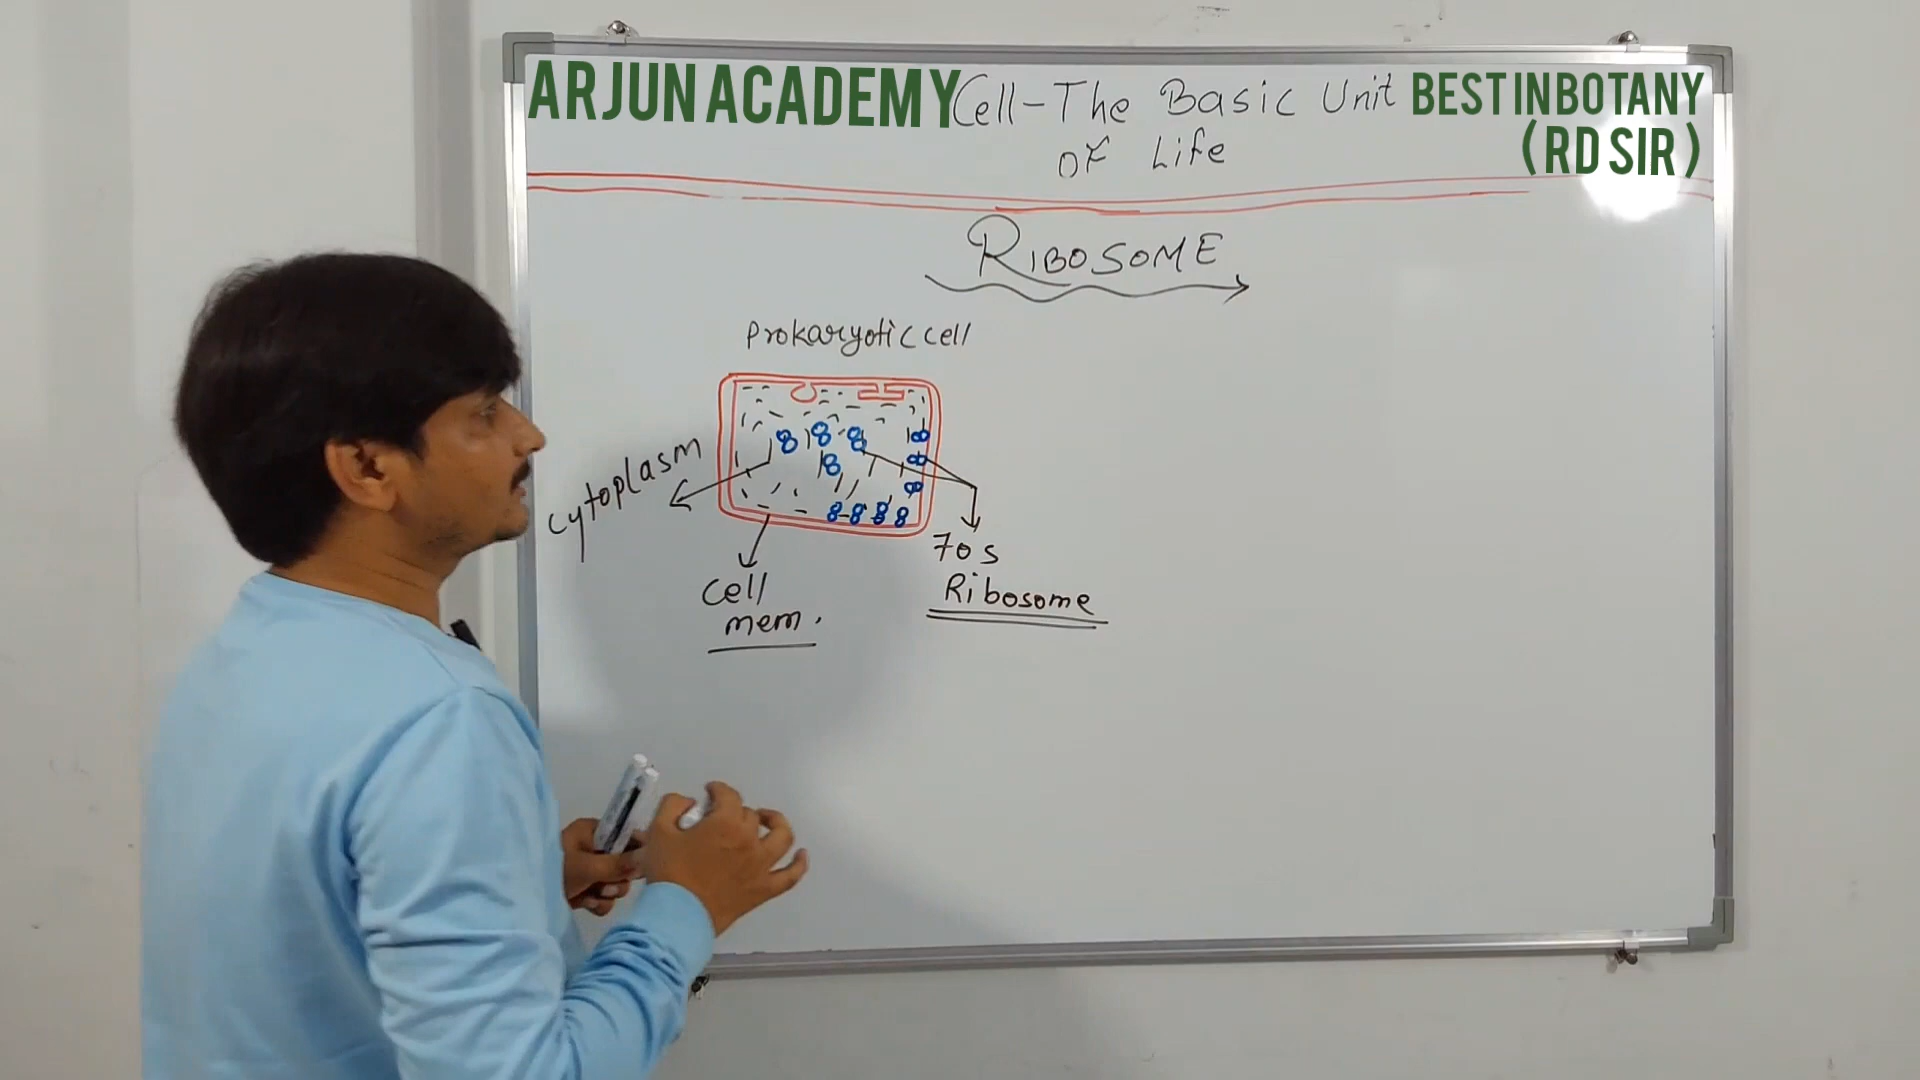 ARJUN ACADEMY
Cell-The Basic Unit
of Life
BEST IN BOTANY
(RD SIR)
RIBOSOME
Prokaryotic cell
cytoplasm
cell
mem.
70s
Ribosome